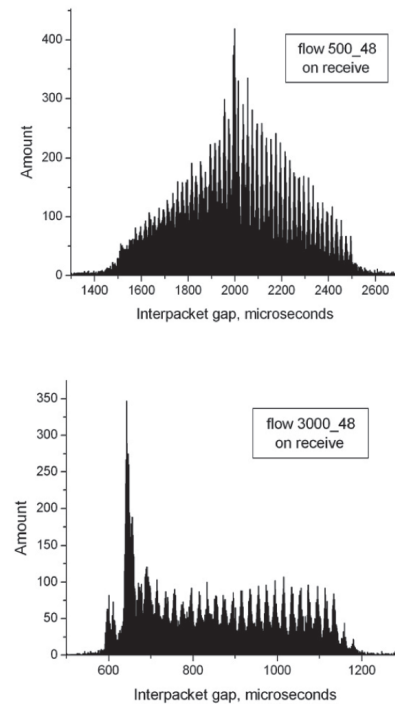 flow 500_48
on receive
Amount
400
300
200
100
0
1400 1600 1800 2000 2200 2400 2600
Interpacket gap, microseconds
flow 3000_48
on receive
Amount
350
300
250
200
150
100
50
0
600 800 1000 1200
Interpacket gap, microseconds